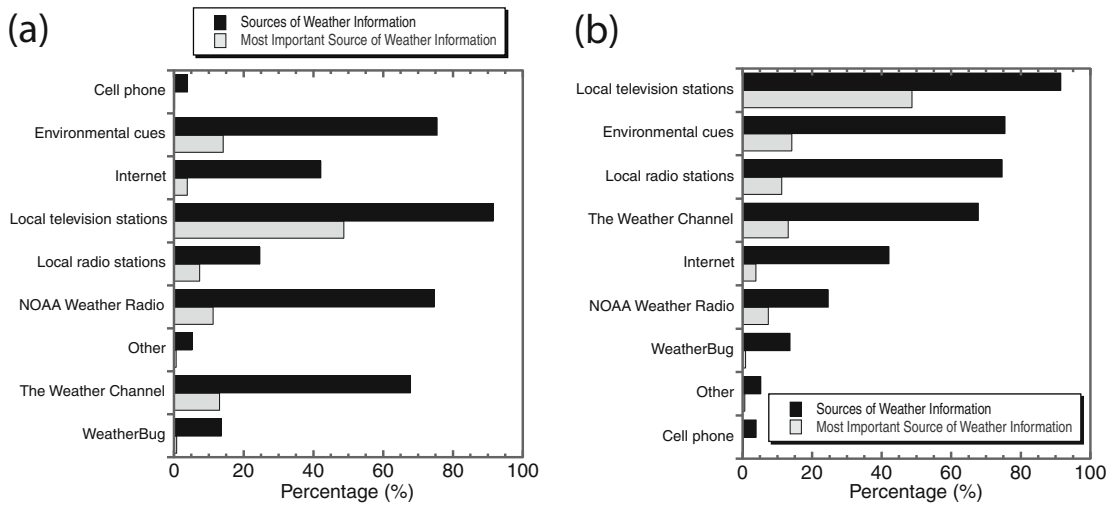 (a)
Sources of Weather Information
Most Important Source of Weather Information
Cell phone
Environmental cues
Internet
Local television stations
Local radio stations
NOAA Weather Radio
Other
The Weather Channel
WeatherBug
0 20 40 60 80 100
Percentage (%)
(b)
Local television stations
Environmental cues
Local radio stations
The Weather Channel
Internet
NOAA Weather Radio
WeatherBug
Other
Cell phone
Sources of Weather Information
Most Important Source of Weather Information
0 20 40 60 80 100
Percentage (%)